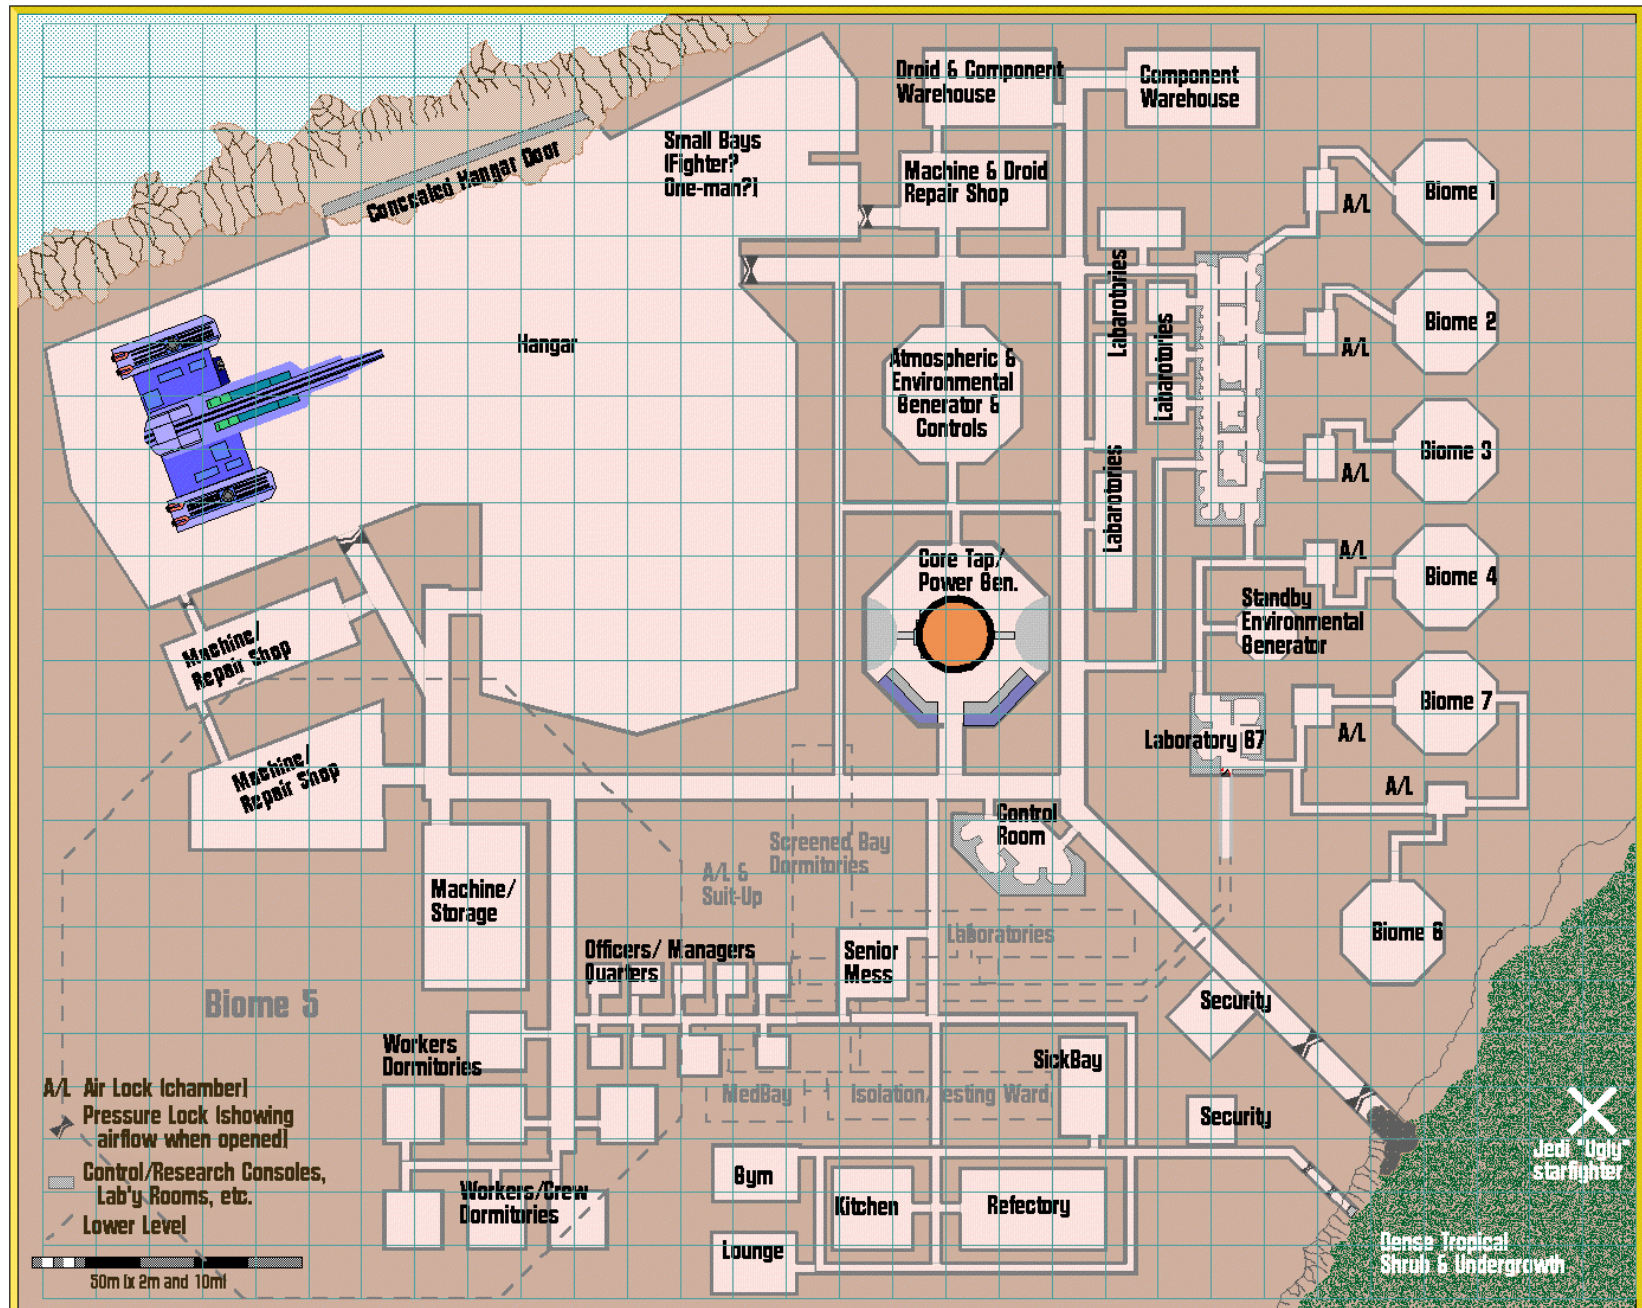 Droid & Component
Warehouse
Component
Warehouse
Concealed Hangar Door
Small Bays
(Fighter?
One-man?)
Machine & Droid
Repair Shop
A/L
Biome 1
Labarotories
Labarotories
Labarotories
A/L
Biome 2
Hangar
Atmospheric &
Environmental
Generator &
Controls
A/L
Biome 3
Core Tap/
Power Gen.
A/L
Biome 4
Standby
Environmental
Generator
Machine/
Repair Shop
Machine/
Repair Shop
Laboratory 67
A/L
Biome 7
A/L
Control
Room
Screened Bay
Dormitories
A/L &
Suit-Up
Machine/
Storage
Officers/ Managers
Quarters
Senior
Mess
Laboratories
Biome 6
Biome 5
Security
Workers
Dormitories
SickBay
MedBay
Isolation/Testing Ward
Security
A/L Air Lock (chamber)
Pressure Lock (showing
airflow when opened)
Control/Research Consoles,
Lab'y Rooms, etc.
Lower Level
50m (x 2m and 10m)
Workers/Crew
Dormitories
Gym
Kitchen
Refectory
Lounge
Jedi "Ugly"
starfighter
Dense Tropical
Shrub & Undergrowth